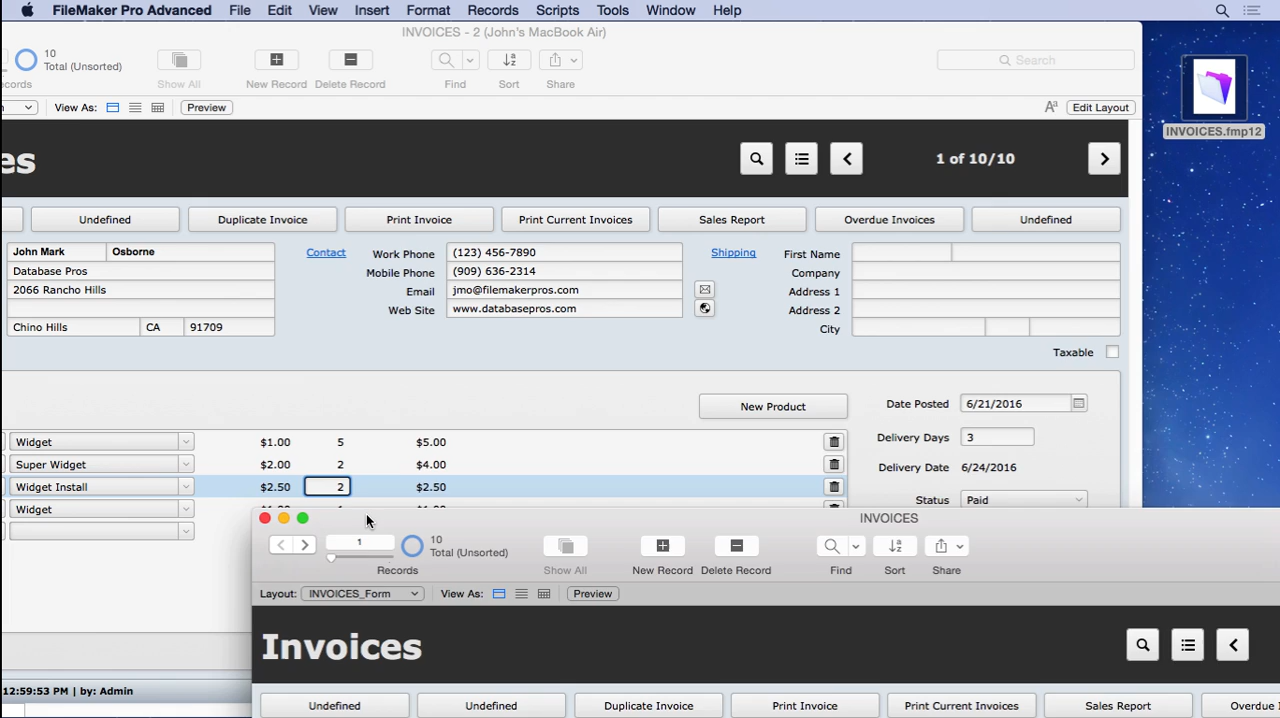 FileMaker Pro Advanced File Edit View Insert Format Records Scripts Tools Window Help
INVOICES - 2 (John's MacBook Air)
10
Total (Unsorted)
Show All
New Record
Delete Record
Find
Sort
Share
Search
View As:
Preview
Edit Layout
INVOICES.fmp12
1 of 10/10
Undefined
Duplicate Invoice
Print Invoice
Print Current Invoices
Sales Report
Overdue Invoices
Undefined
John Mark Osborne
Database Pros
2066 Rancho Hills
Chino Hills CA 91709
Contact
Work Phone (123) 456-7890
Mobile Phone (909) 636-2314
Email jmo@filemakerpros.com
Web Site www.databasepros.com
Shipping
First Name
Company
Address 1
Address 2
City
Taxable
New Product
Date Posted 6/21/2016
Delivery Days 3
Delivery Date 6/24/2016
Status Paid
Widget $1.00 5 $5.00
Super Widget $2.00 2 $4.00
Widget Install $2.50 2 $2.50
Widget
12:59:53 PM | by: Admin
INVOICES
1
10
Total (Unsorted)
Records
Show All
New Record
Delete Record
Find
Sort
Share
Layout: INVOICES_Form
View As:
Preview
Invoices
Undefined
Undefined
Duplicate Invoice
Print Invoice
Print Current Invoices
Sales Report
Overdue I